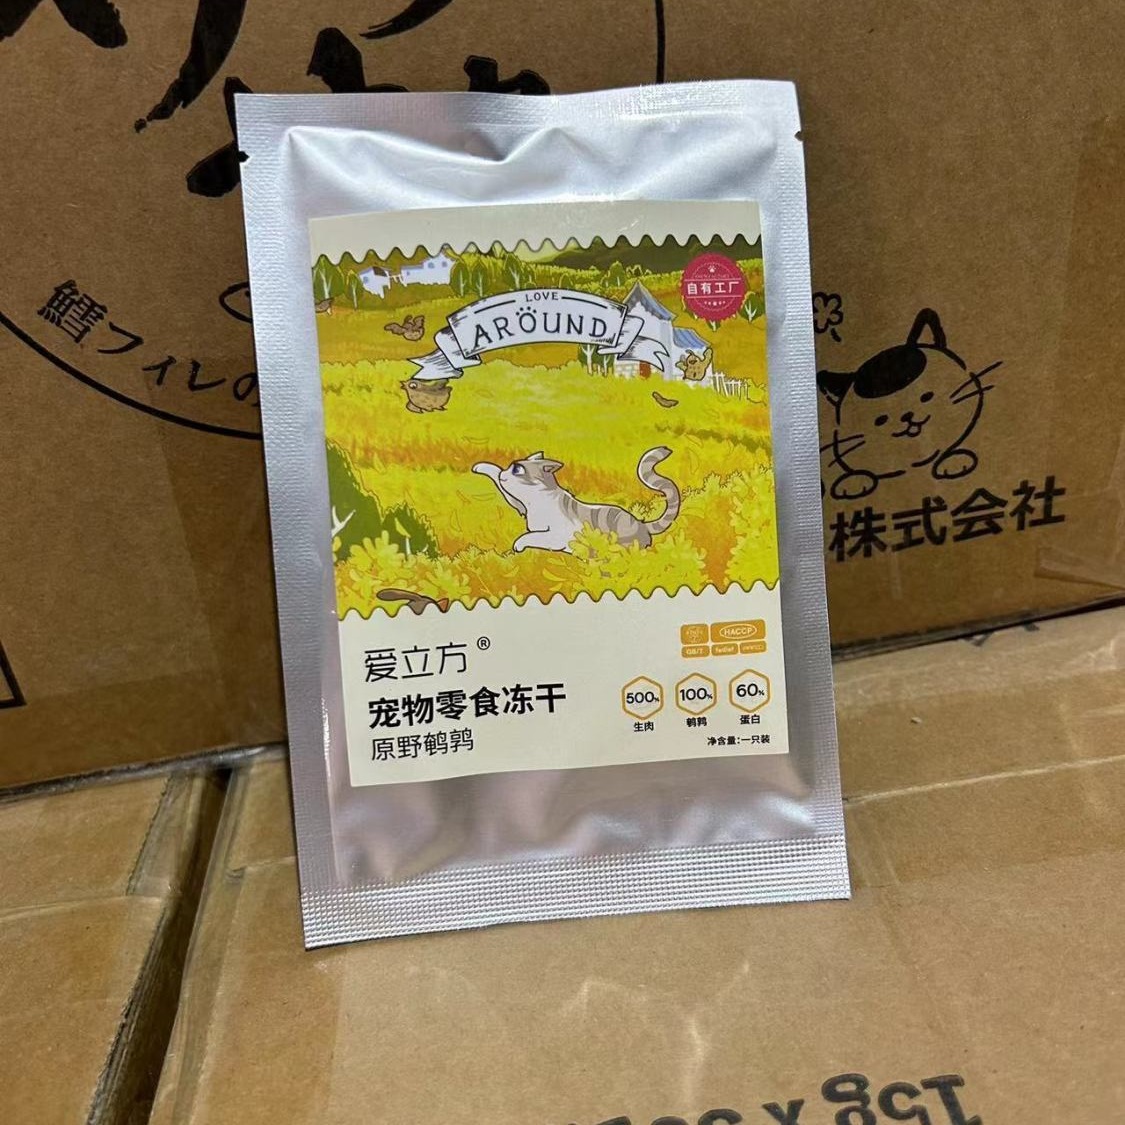 鱈フィレの
株式会社
自有工厂
LOVE
AROUND
爱立方®
宠物零食冻干
原野鹌鹑
HACCP
GB/T
fediaf
500%
生肉
100%
鹌鹑
60%
蛋白
净含量:一只装